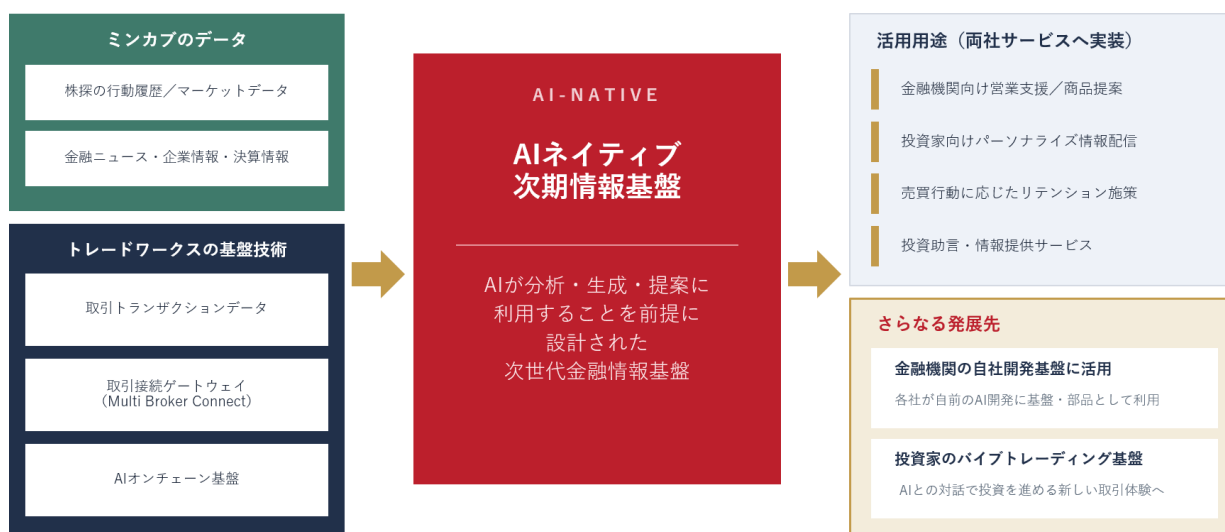 ミンカブのデータ
株探の行動履歴／マーケットデータ
金融ニュース・企業情報・決算情報
トレードワークスの基盤技術
取引トランザクションデータ
取引接続ゲートウェイ
（Multi Broker Connect）
AIオンチェーン基盤
AI-NATIVE
AIネイティブ
次期情報基盤
AIが分析・生成・提案に
利用することを前提に
設計された
次世代金融情報基盤
活用用途（両社サービスへ実装）
金融機関向け営業支援／商品提案
投資家向けパーソナライズ情報配信
売買行動に応じたリテンション施策
投資助言・情報提供サービス
さらなる発展先
金融機関の自社開発基盤に活用
各社が自前のAI開発に基盤・部品として利用
投資家のバイブトレーディング基盤
AIとの対話で投資を進める新しい取引体験へ